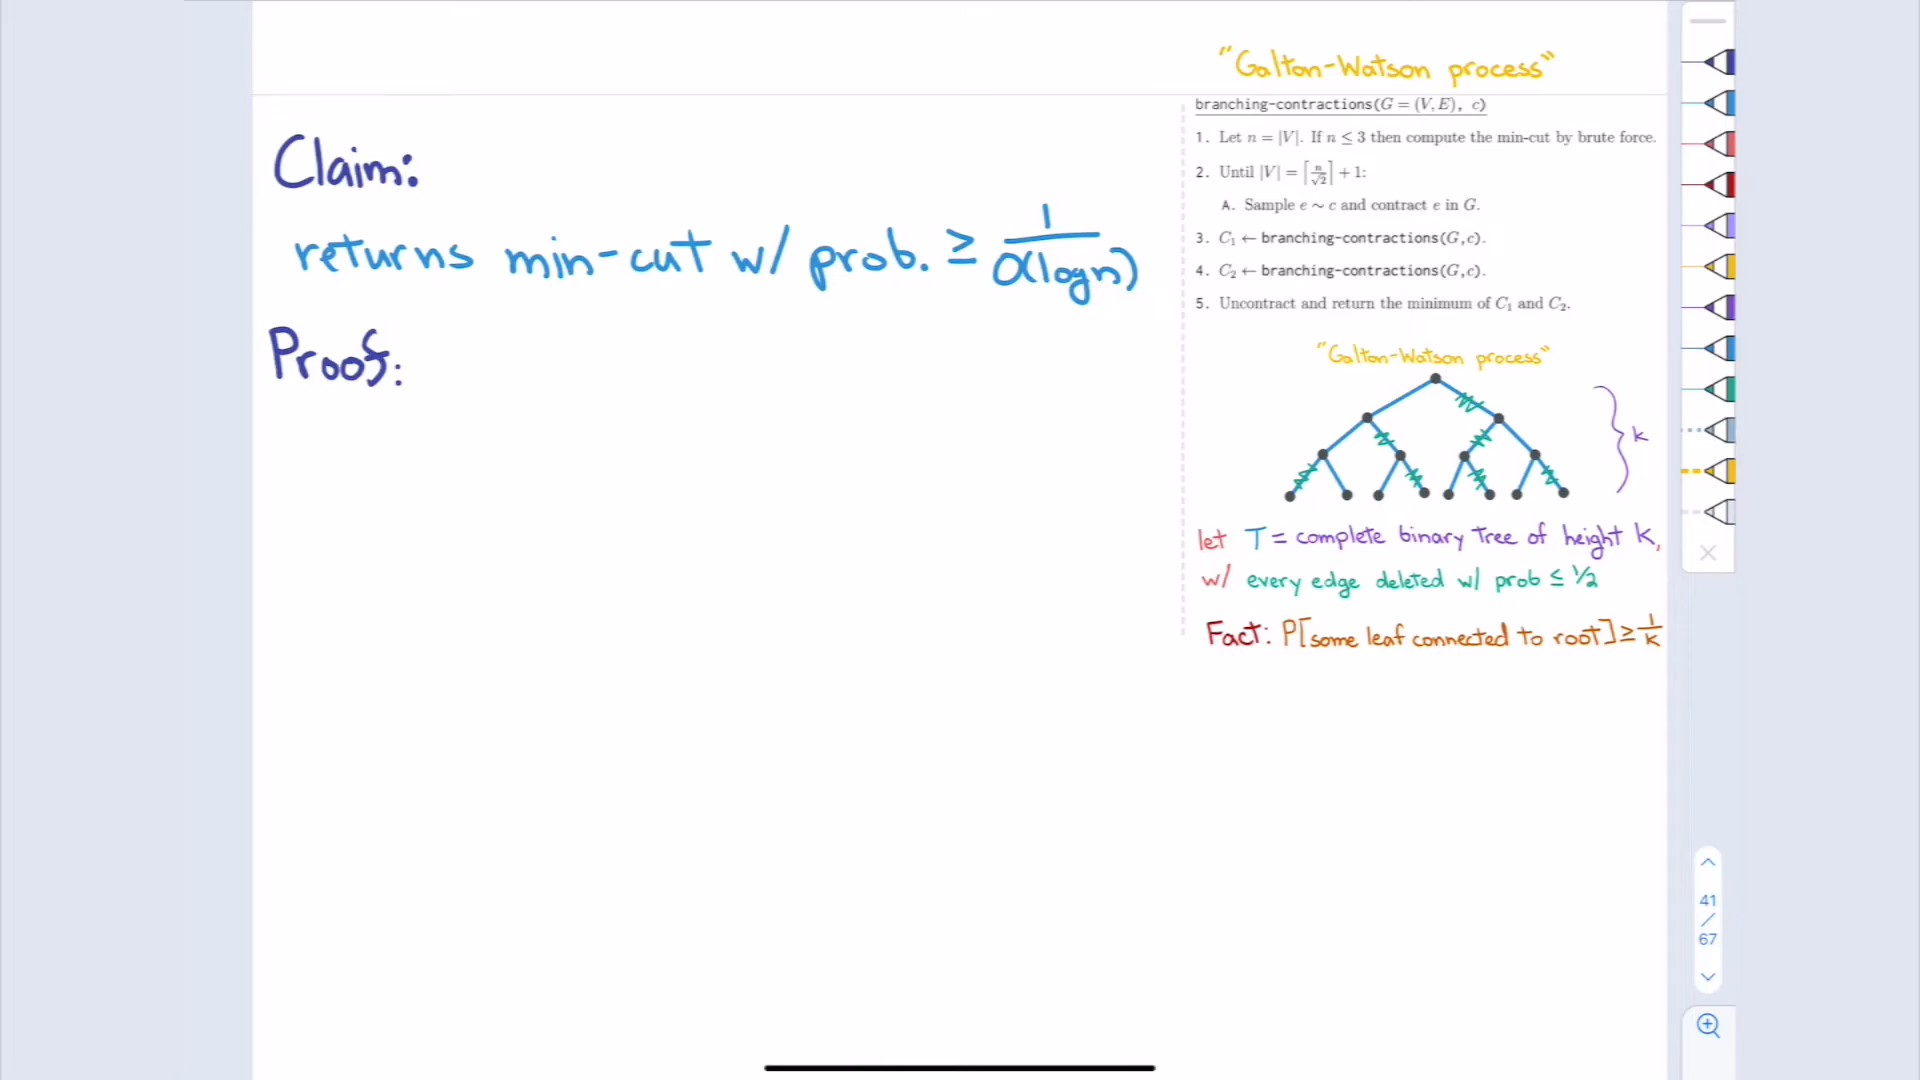 "Galton-Watson process"
Claim:
returns min-cut w/ prob. ≥ 1/O(log n)
Proof:
branching-contractions(G = (V, E), c)
1. Let n = |V|. If n ≤ 3 then compute the min-cut by brute force.
2. Until |V| = ⌈n/√2⌉ + 1:
A. Sample e ~ c and contract e in G.
3. C₁ ← branching-contractions(G,c).
4. C₂ ← branching-contractions(G,c).
5. Uncontract and return the minimum of C₁ and C₂.
"Galton-Watson process"
k
let T = complete binary tree of height k,
w/ every edge deleted w/ prob ≤ 1/2
Fact: P[some leaf connected to root] ≥ 1/k
41
/
67